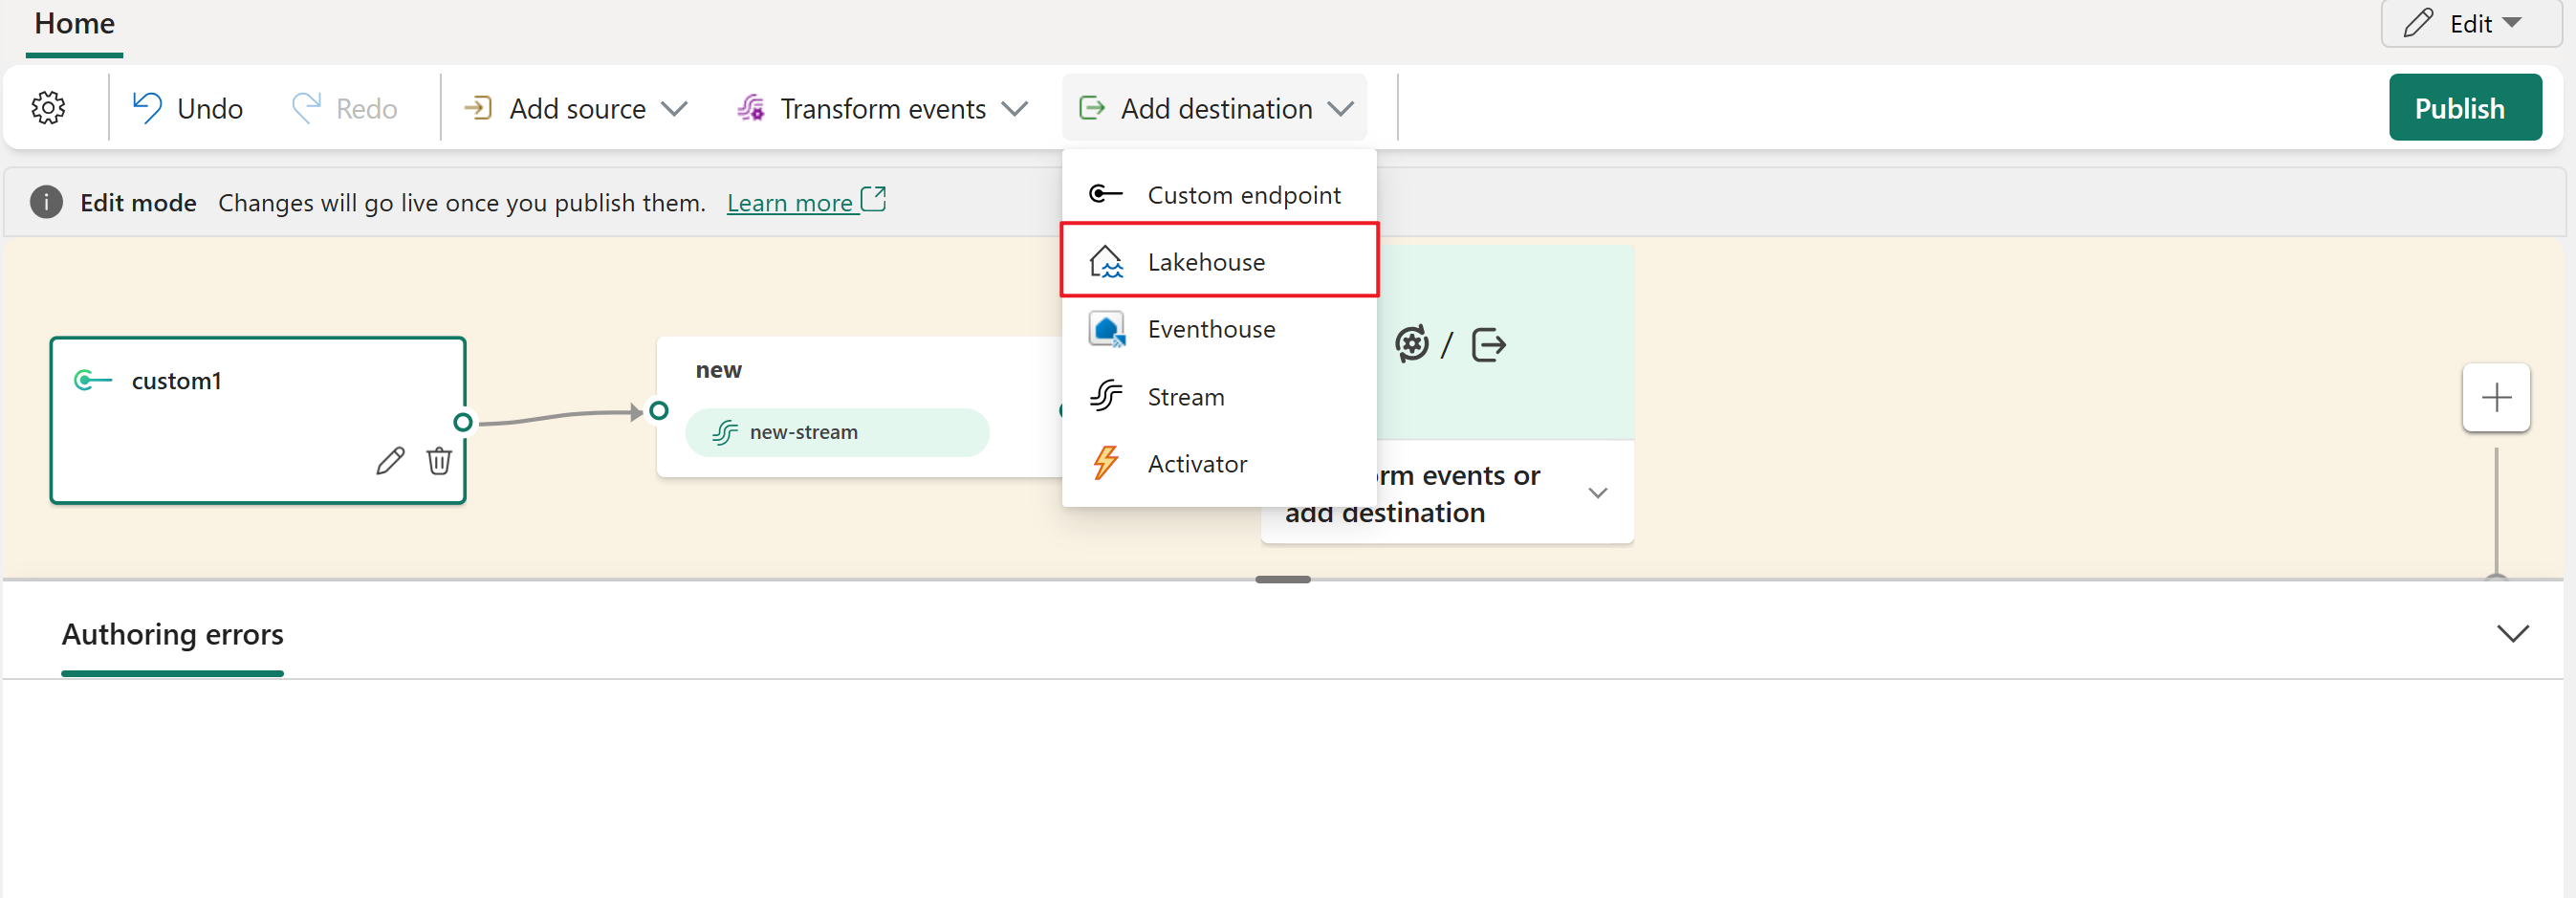 Home
Edit
Undo
Redo
Add source
Transform events
Add destination
Publish
Edit mode Changes will go live once you publish them. Learn more
Custom endpoint
Lakehouse
Eventhouse
Stream
Activator
custom1
new
new-stream
/
rm events or
add destination
Authoring errors